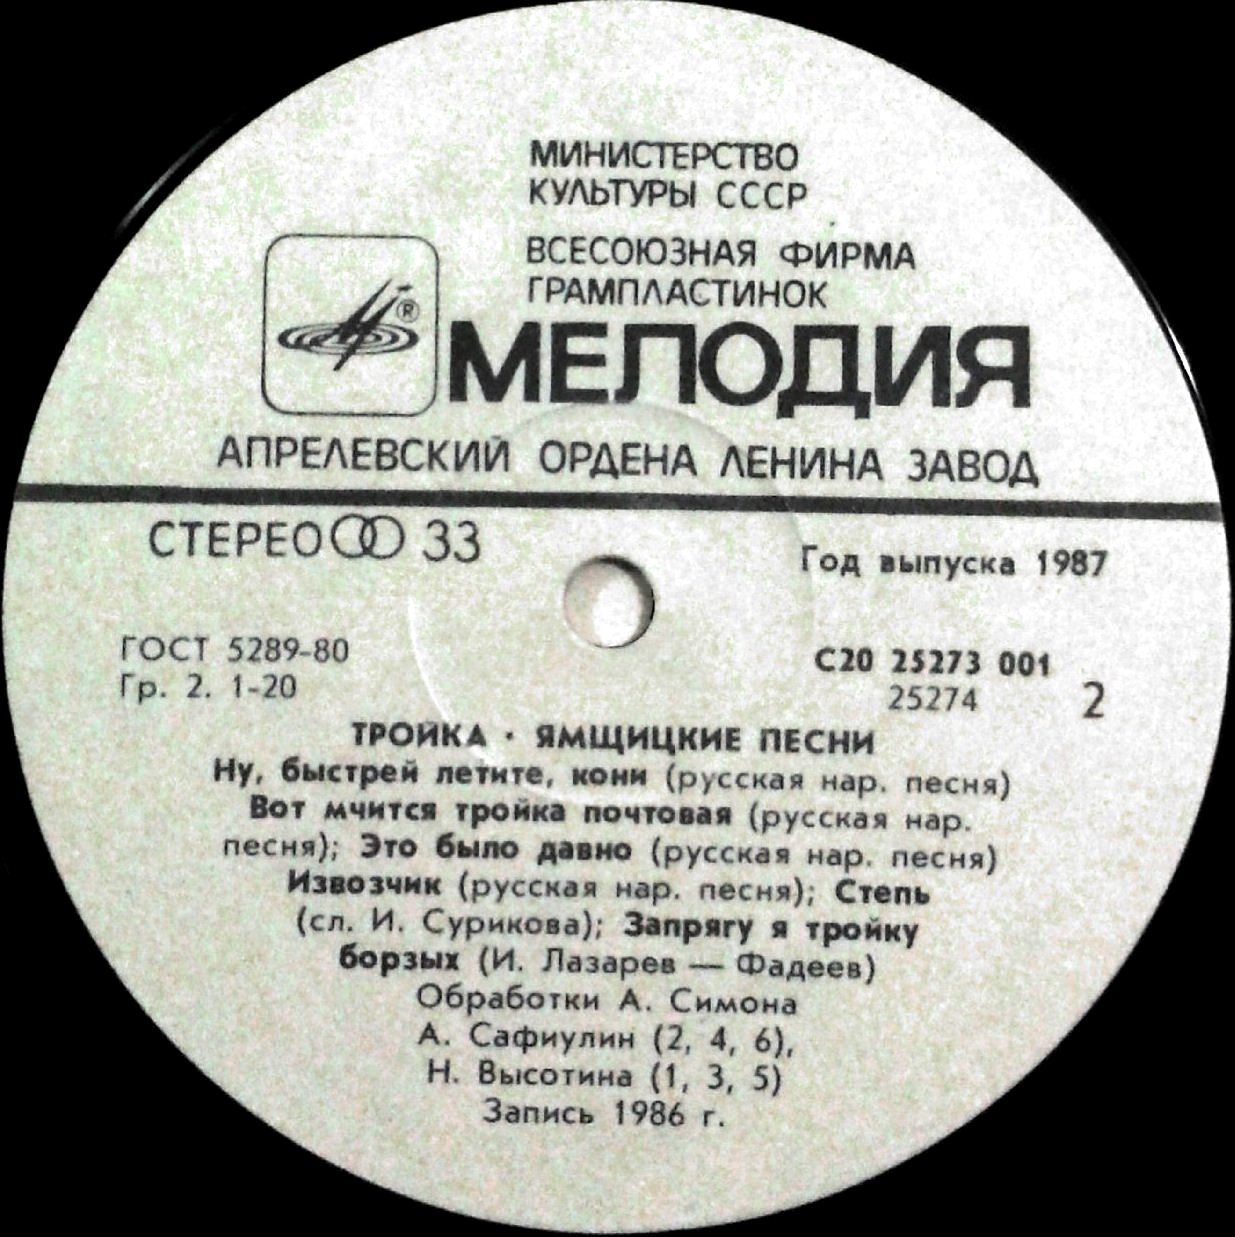 МИНИСТЕРСТВО
КУЛЬТУРЫ СССР
ВСЕСОЮЗНАЯ ФИРМА
ГРАМПЛАСТИНОК
®
МЕЛОДИЯ
АПРЕЛЕВСКИЙ ОРДЕНА ЛЕНИНА ЗАВОД
СТЕРЕО 33
Год выпуска 1987
ГОСТ 5289-80
Гр. 2. 1-20
С20 25273 001
25274
2
ТРОЙКА · ЯМЩИЦКИЕ ПЕСНИ
Ну, быстрей летите, кони (русская нар. песня)
Вот мчится тройка почтовая (русская нар.
песня); Это было давно (русская нар. песня)
Извозчик (русская нар. песня); Степь
(сл. И. Сурикова); Запрягу я тройку
борзых (И. Лазарев — Фадеев)
Обработки А. Симона
А. Сафиулин (2, 4, 6),
Н. Высотина (1, 3, 5)
Запись 1986 г.